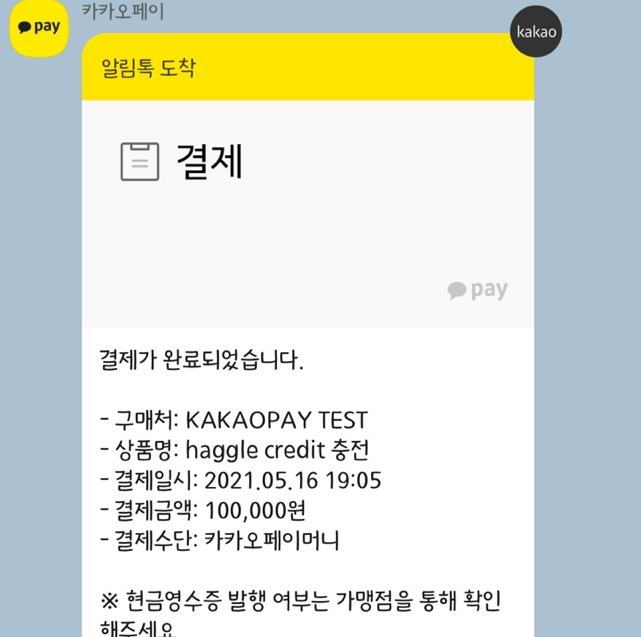 pay
카카오페이
kakao
알림톡 도착
결제
pay
결제가 완료되었습니다.
- 구매처: KAKAOPAY TEST
- 상품명: haggle credit 충전
- 결제일시: 2021.05.16 19:05
- 결제금액: 100,000원
- 결제수단: 카카오페이머니
※ 현금영수증 발행 여부는 가맹점을 통해 확인
해주세요